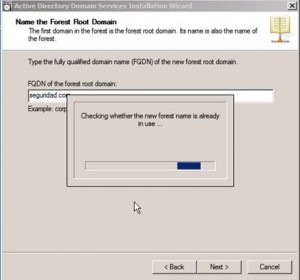 Active Directory Domain Services Installation Wizard
Name the Forest Root Domain
The first domain in the forest is the forest root domain. Its name is also the name of
the forest.
Type the fully qualified domain name (FQDN) of the new forest root domain.
FQDN of the forest root domain:
seguridad.com
Example: corp
Checking whether the new forest name is already
in use ...
< Back
Next >
Cancel